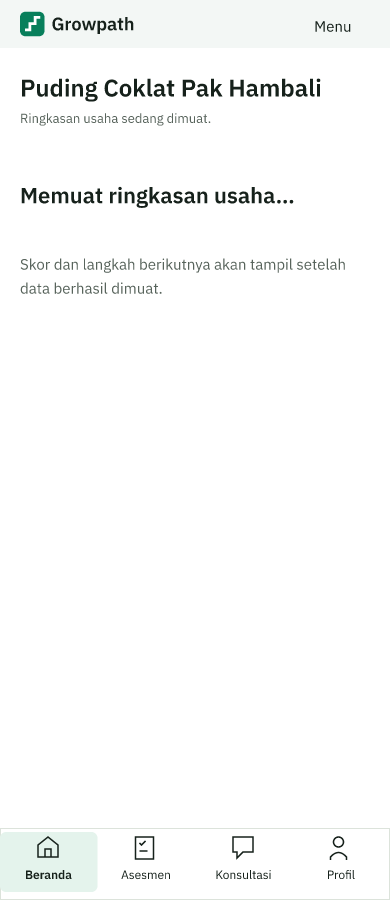 Growpath
Menu
Puding Coklat Pak Hambali
Ringkasan usaha sedang dimuat.
Memuat ringkasan usaha...
Skor dan langkah berikutnya akan tampil setelah
data berhasil dimuat.
Beranda
Asesmen
Konsultasi
Profil